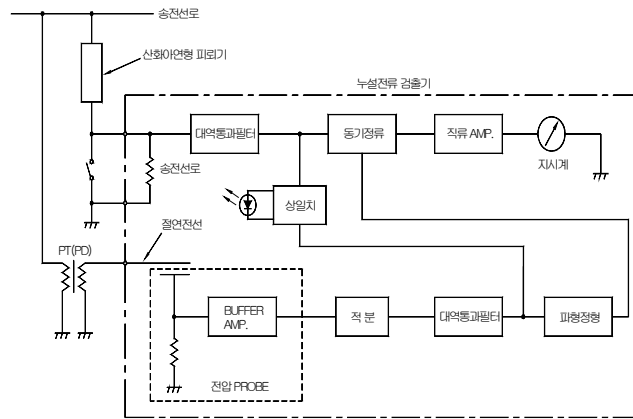 송전선로
산화아연형 피뢰기
누설전류 검출기
대역통과필터
동기정류
직류 AMP.
지시계
송전선로
상일치
절연전선
PT(PD)
BUFFER
AMP.
적 분
대역통과필터
파형정형
전압 PROBE